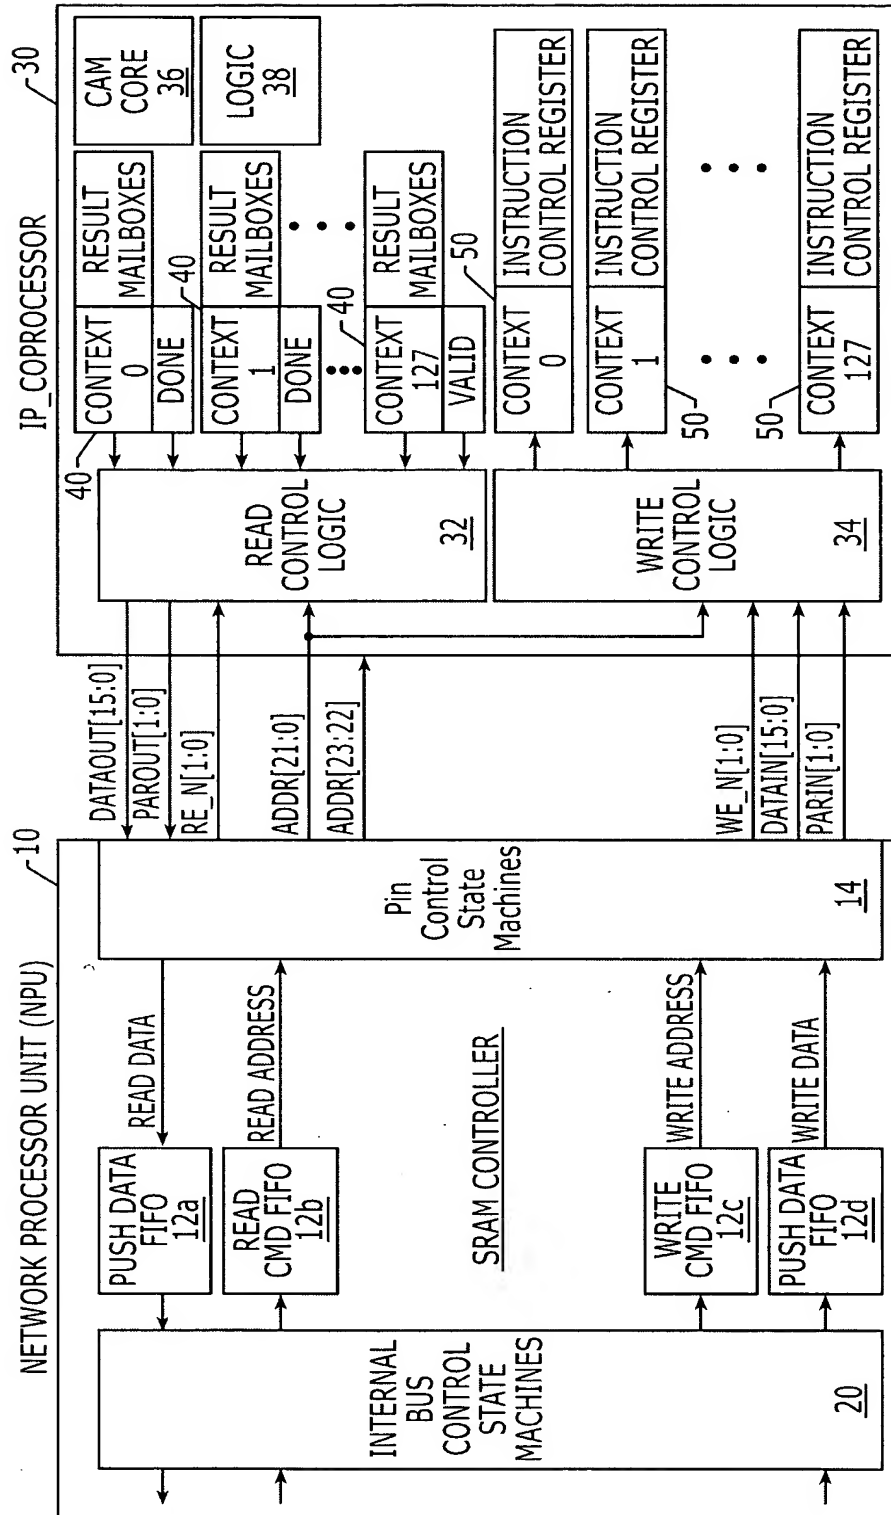 NETWORK PROCESSOR UNIT (NPU)
10
INTERNAL
BUS
CONTROL
STATE
MACHINES
20
PUSH DATA
FIFO
12a
READ
CMD FIFO
12b
SRAM CONTROLLER
WRITE
CMD FIFO
12c
PUSH DATA
FIFO
12d
READ DATA
READ ADDRESS
WRITE ADDRESS
WRITE DATA
Pin
Control
State
Machines
14
DATAOUT[15:0]
PAROUT[1:0]
RE_N[1:0]
ADDR[21:0]
ADDR[23:22]
WE_N[1:0]
DATAIN[15:0]
PARIN[1:0]
IP_COPROCESSOR
30
READ
CONTROL
LOGIC
32
WRITE
CONTROL
LOGIC
34
40
CONTEXT
0
RESULT
MAILBOXES
DONE
40
CONTEXT
1
RESULT
MAILBOXES
DONE
40
CONTEXT
127
RESULT
MAILBOXES
VALID
CAM
CORE
36
LOGIC
38
50
CONTEXT
0
INSTRUCTION
CONTROL REGISTER
50
CONTEXT
1
INSTRUCTION
CONTROL REGISTER
50
CONTEXT
127
INSTRUCTION
CONTROL REGISTER